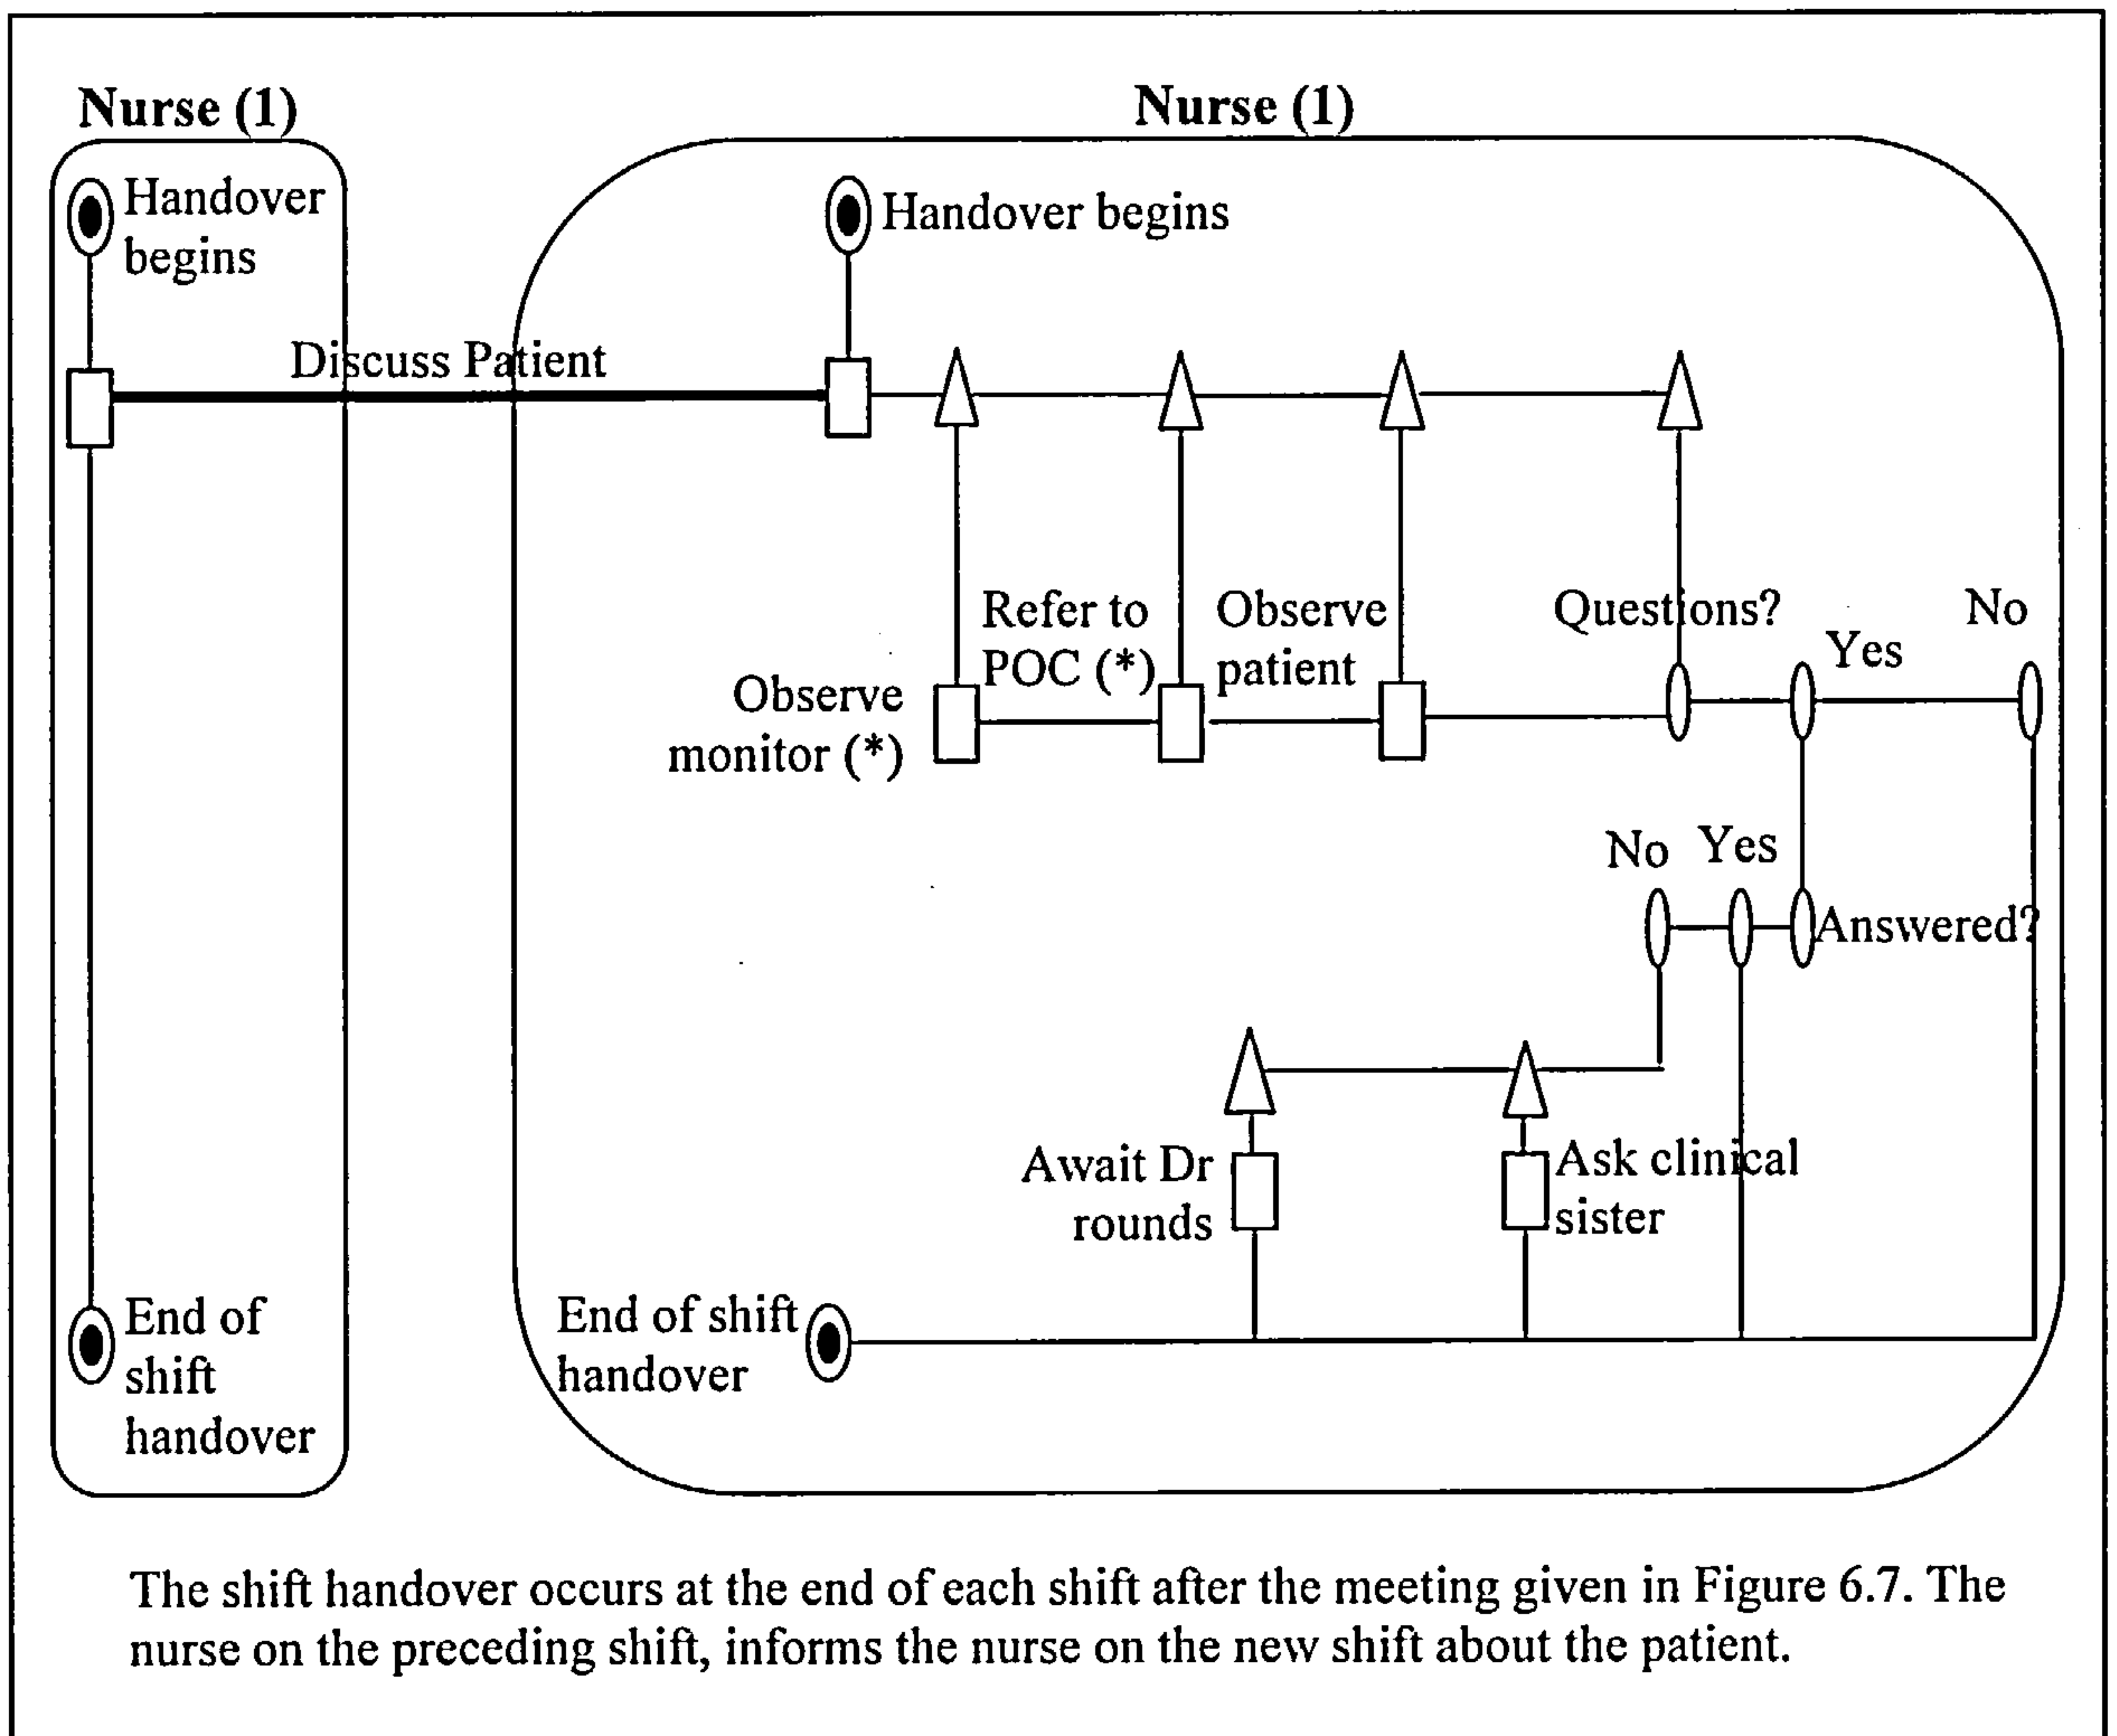 Nurse (1)
Handover
begins
End of
shift
handover
Nurse (1)
Handover begins
Discuss Patient
Observe
monitor (*)
Refer to
POC (*)
Observe
patient
Questions?
Yes
No
No
Yes
Answered?
Await Dr
rounds
Ask clinical
sister
End of shift
handover
The shift handover occurs at the end of each shift after the meeting given in Figure 6.7. The
nurse on the preceding shift, informs the nurse on the new shift about the patient.